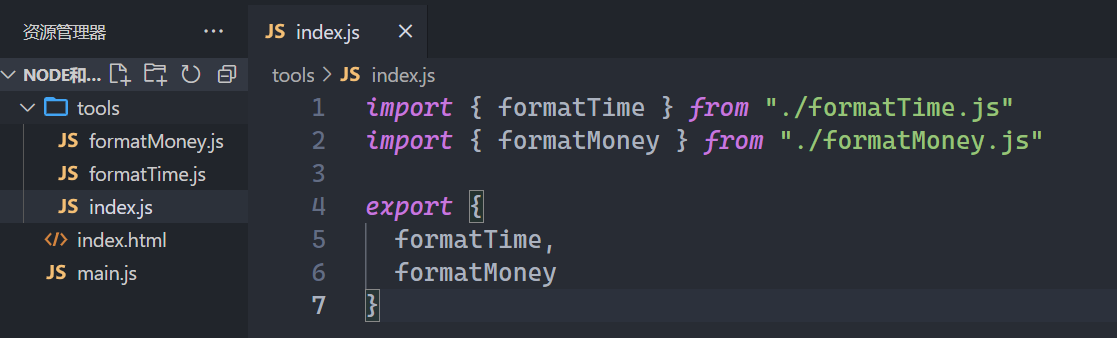 资源管理器 ···
NODE和...
tools
JS formatMoney.js
JS formatTime.js
JS index.js
</> index.html
JS main.js
JS index.js ×
tools > JS index.js
1 import { formatTime } from "./formatTime.js"
2 import { formatMoney } from "./formatMoney.js"
3
4 export {
5 formatTime,
6 formatMoney
7 }